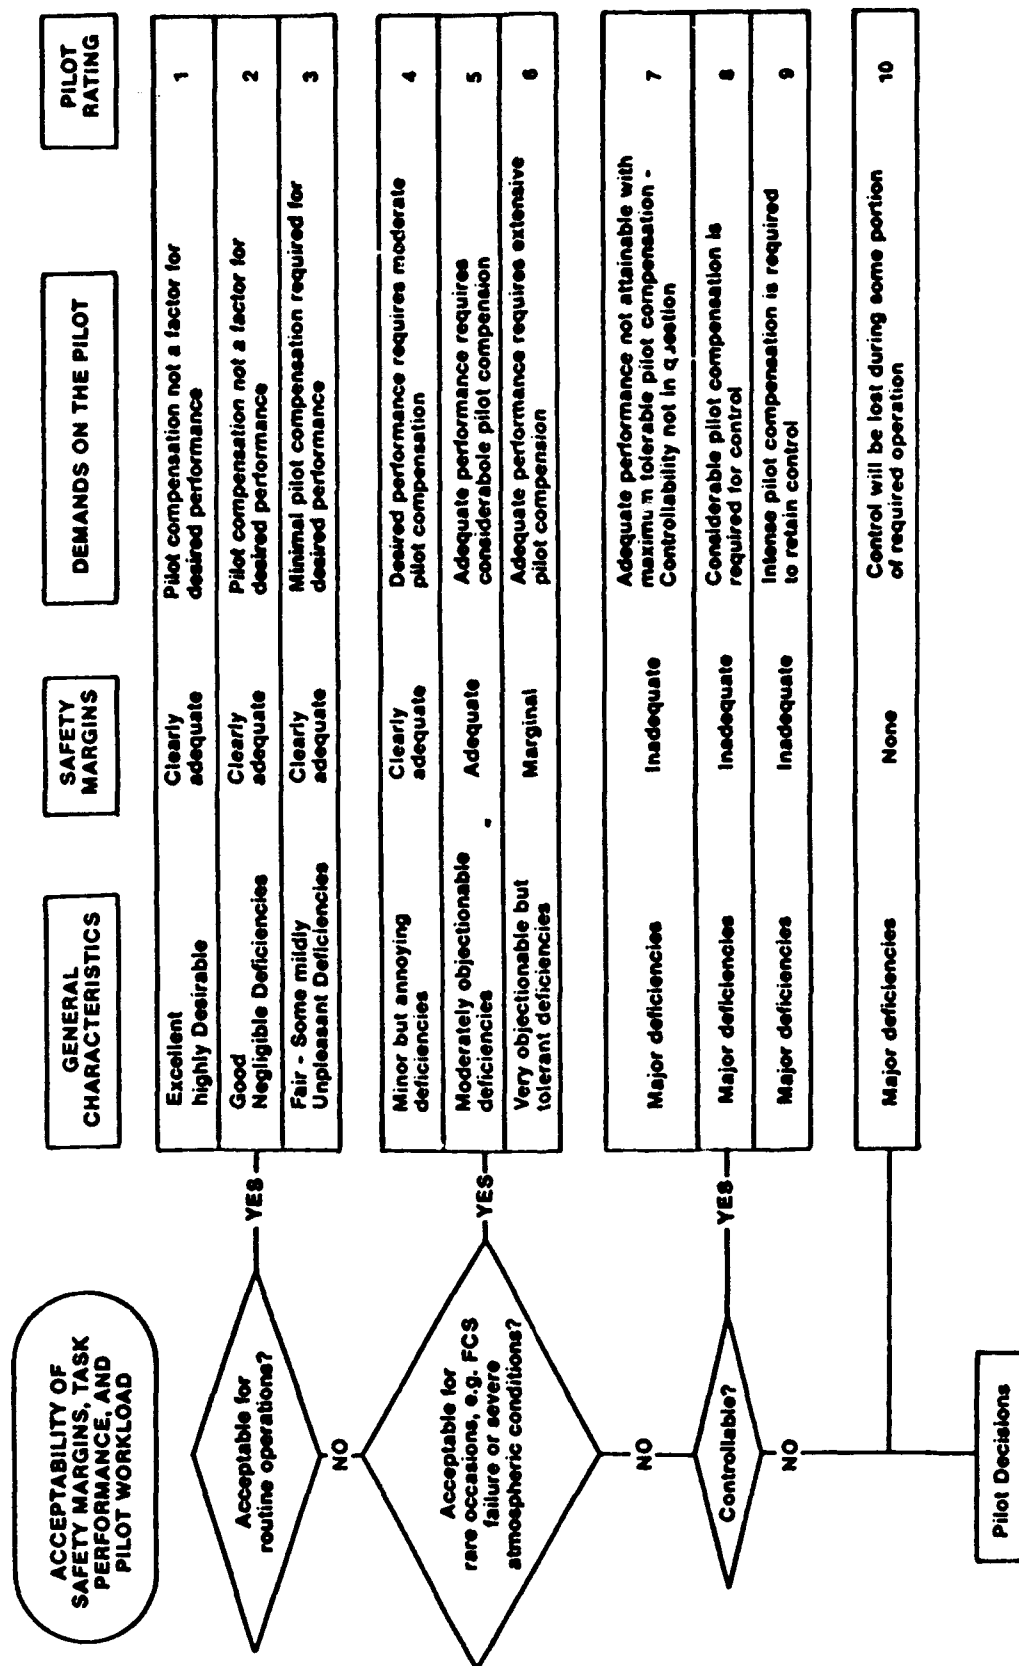 ACCEPTABILITY OF
SAFETY MARGINS, TASK
PERFORMANCE, AND
PILOT WORKLOAD
GENERAL
CHARACTERISTICS
SAFETY
MARGINS
DEMANDS ON THE PILOT
PILOT
RATING
Acceptable for
routine operations?
YES
Excellent
highly Desirable
Clearly
adequate
Pilot compensation not a factor for
desired performance
1
Good
Negligible Deficiencies
Clearly
adequate
Pilot compensation not a factor for
desired performance
2
Fair - Some mildly
Unpleasant Deficiencies
Clearly
adequate
Minimal pilot compensation required for
desired performance
3
NO
Acceptable for
rare occasions, e.g. FCS
failure or severe
atmospheric conditions?
YES
Minor but annoying
deficiencies
Clearly
adequate
Desired performance requires moderate
pilot compensation
4
Moderately objectionable
deficiencies
Adequate
Adequate performance requires
considerabole pilot compension
5
Very objectionable but
tolerant deficiencies
Marginal
Adequate performance requires extensive
pilot compension
6
NO
Controllable?
YES
Major deficiencies
Inadequate
Adequate performance not attainable with
maximum tolerable pilot compensation -
Controllability not in question
7
Major deficiencies
Inadequate
Considerable pilot compensation is
required for control
8
Major deficiencies
Inadequate
Intense pilot compensation is required
to retain control
9
NO
Major deficiencies
None
Control will be lost during some portion
of required operation
10
Pilot Decisions